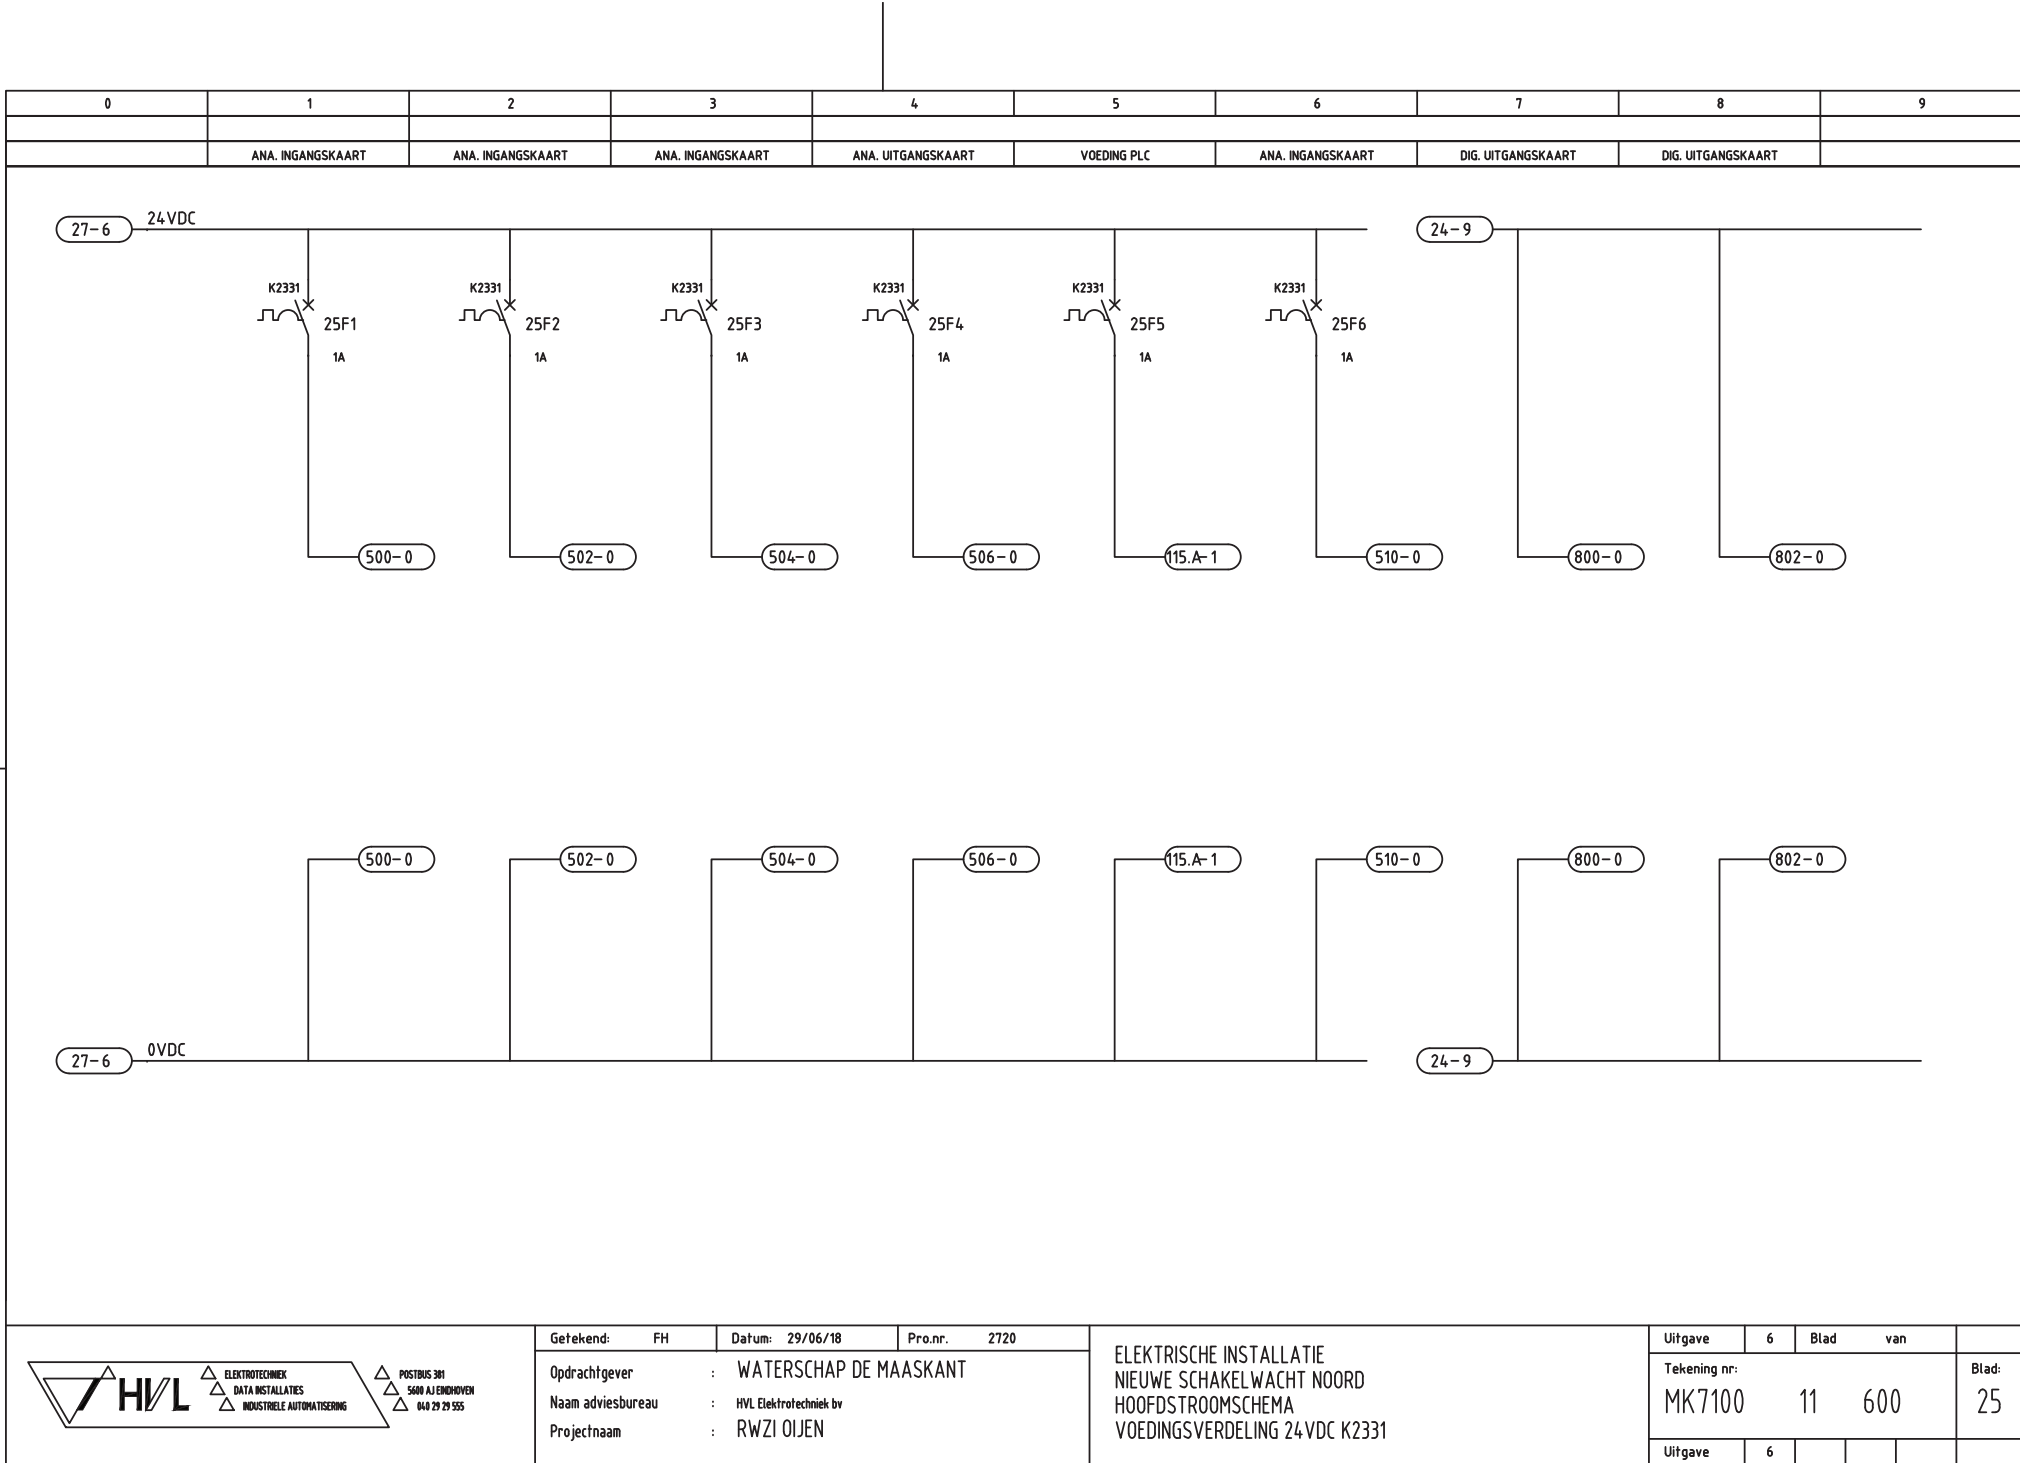 0 1 2 3 4 5 6 7 8 9
ANA. INGANGSKAART ANA. INGANGSKAART ANA. INGANGSKAART ANA. UITGANGSKAART VOEDING PLC ANA. INGANGSKAART DIG. UITGANGSKAART DIG. UITGANGSKAART
27-6 24VDC 24-9
K2331 K2331 K2331 K2331 K2331 K2331
25F1 25F2 25F3 25F4 25F5 25F6
1A 1A 1A 1A 1A 1A
500-0 502-0 504-0 506-0 115.A-1 510-0 800-0 802-0
500-0 502-0 504-0 506-0 115.A-1 510-0 800-0 802-0
27-6 0VDC 24-9
HVL
ELEKTROTECHNIEK
DATA INSTALLATIES
INDUSTRIELE AUTOMATISERING
POSTBUS 381
5600 AJ EINDHOVEN
040 29 29 555
Getekend: FH Datum: 29/06/18 Pro.nr. 2720
Opdrachtgever : WATERSCHAP DE MAASKANT
Naam adviesbureau : HVL Elektrotechniek bv
Projectnaam : RWZI OIJEN
ELEKTRISCHE INSTALLATIE
NIEUWE SCHAKELWACHT NOORD
HOOFDSTROOMSCHEMA
VOEDINGSVERDELING 24VDC K2331
Uitgave 6 Blad van
Tekening nr: Blad:
MK7100 11 600 25
Uitgave 6